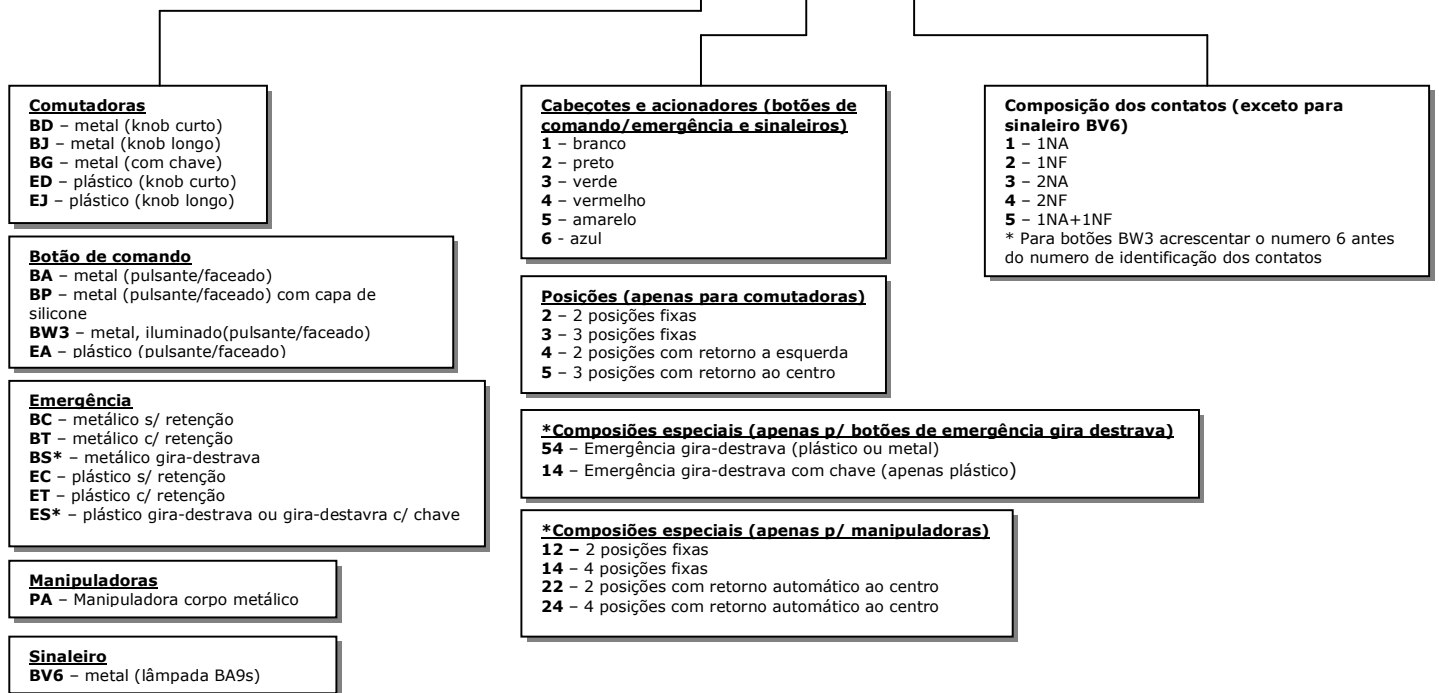 Comutadoras
BD – metal (knob curto)
BJ – metal (knob longo)
BG – metal (com chave)
ED – plástico (knob curto)
EJ – plástico (knob longo)
Botão de comando
BA – metal (pulsante/faceado)
BP – metal (pulsante/faceado) com capa de
silicone
BW3 – metal, iluminado(pulsante/faceado)
EA – plástico (pulsante/faceado)
Emergência
BC – metálico s/ retenção
BT – metálico c/ retenção
BS* – metálico gira-destrava
EC – plástico s/ retenção
ET – plástico c/ retenção
ES* – plástico gira-destrava ou gira-destavra c/ chave
Manipuladoras
PA – Manipuladora corpo metálico
Sinaleiro
BV6 – metal (lâmpada BA9s)
Cabeçotes e acionadores (botões de
comando/emergência e sinaleiros)
1 – branco
2 – preto
3 – verde
4 – vermelho
5 – amarelo
6 - azul
Posições (apenas para comutadoras)
2 – 2 posições fixas
3 – 3 posições fixas
4 – 2 posições com retorno a esquerda
5 – 3 posições com retorno ao centro
*Composiões especiais (apenas p/ botões de emergência gira destrava)
54 – Emergência gira-destrava (plástico ou metal)
14 – Emergência gira-destrava com chave (apenas plástico)
*Composiões especiais (apenas p/ manipuladoras)
12 – 2 posições fixas
14 – 4 posições fixas
22 – 2 posições com retorno automático ao centro
24 – 4 posições com retorno automático ao centro
Composição dos contatos (exceto para
sinaleiro BV6)
1 – 1NA
2 – 1NF
3 – 2NA
4 – 2NF
5 – 1NA+1NF
* Para botões BW3 acrescentar o numero 6 antes
do numero de identificação dos contatos